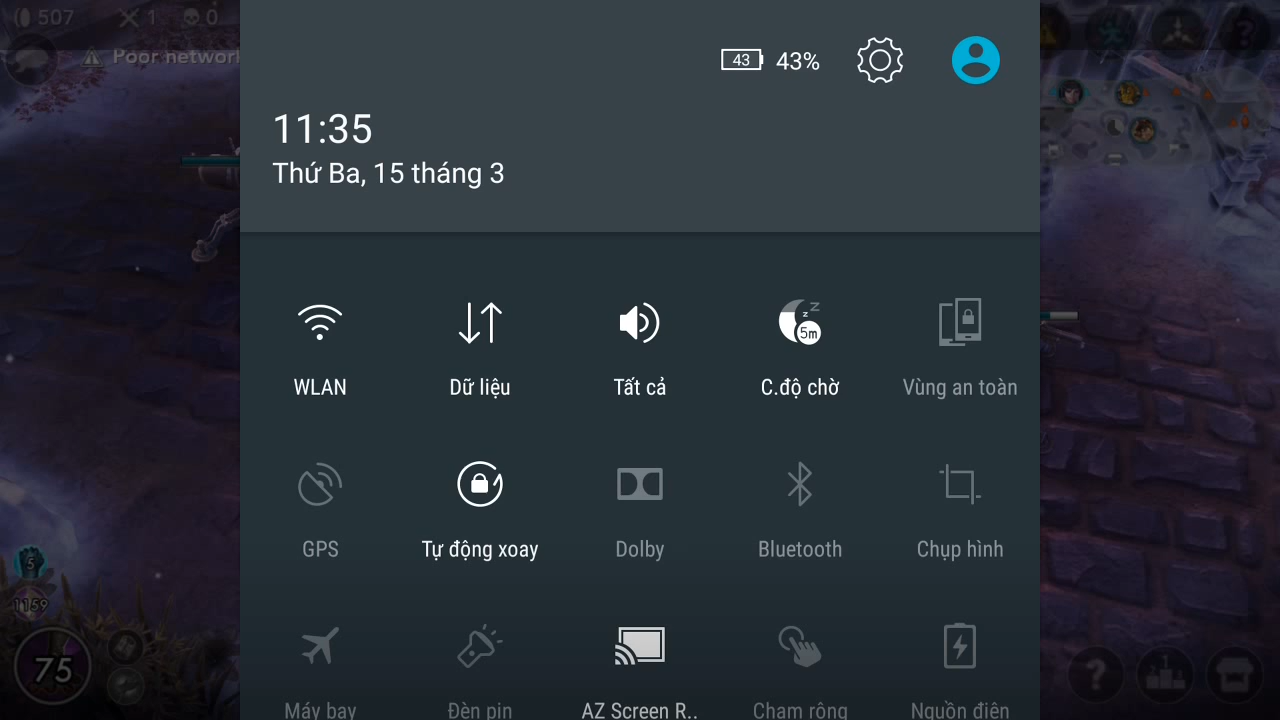 507 1 0
Poor network
43 43%
11:35
Thứ Ba, 15 tháng 3
5m
WLAN Dữ liệu Tất cả C.độ chờ Vùng an toàn
GPS Tự động xoay Dolby Bluetooth Chụp hình
5
1159
75
Máy bay Đèn pin AZ Screen R.. Chạm rộng Nguồn điện